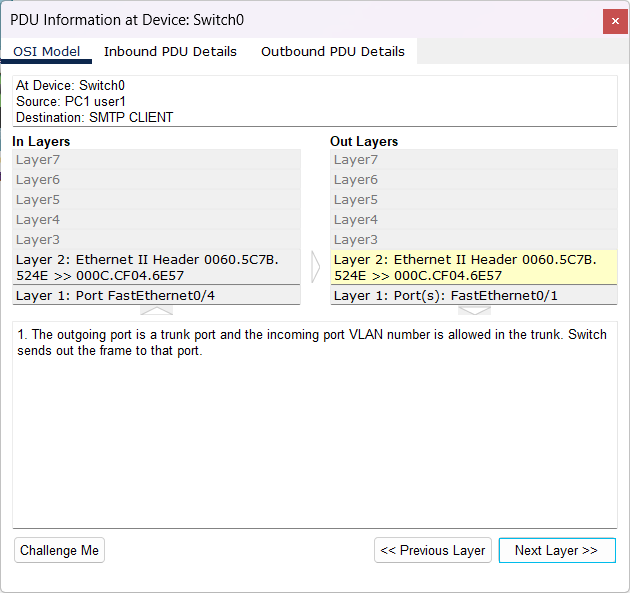 PDU Information at Device: Switch0
OSI Model Inbound PDU Details Outbound PDU Details
At Device: Switch0
Source: PC1 user1
Destination: SMTP CLIENT
In Layers
Layer7
Layer6
Layer5
Layer4
Layer3
Layer 2: Ethernet II Header 0060.5C7B.
524E >> 000C.CF04.6E57
Layer 1: Port FastEthernet0/4
Out Layers
Layer7
Layer6
Layer5
Layer4
Layer3
Layer 2: Ethernet II Header 0060.5C7B.
524E >> 000C.CF04.6E57
Layer 1: Port(s): FastEthernet0/1
1. The outgoing port is a trunk port and the incoming port VLAN number is allowed in the trunk. Switch
sends out the frame to that port.
Challenge Me << Previous Layer Next Layer >>